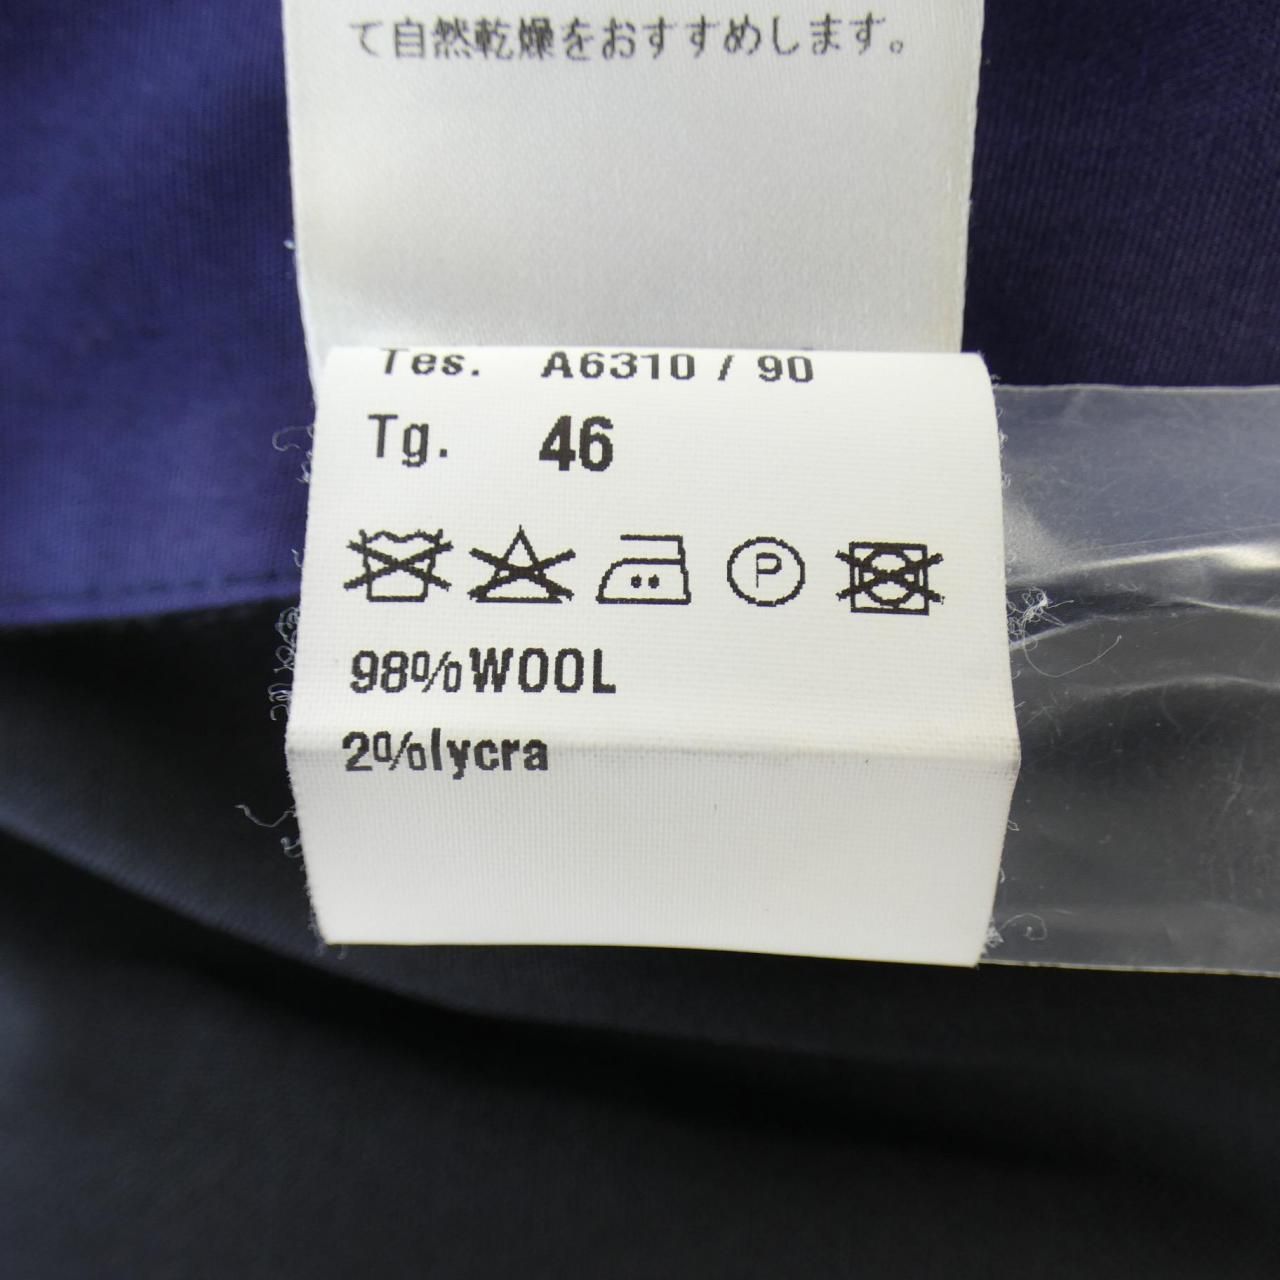 て自然乾燥をおすすめします。
Tes. A6310 / 90
Tg. 46
P
98%WOOL
2%lycra